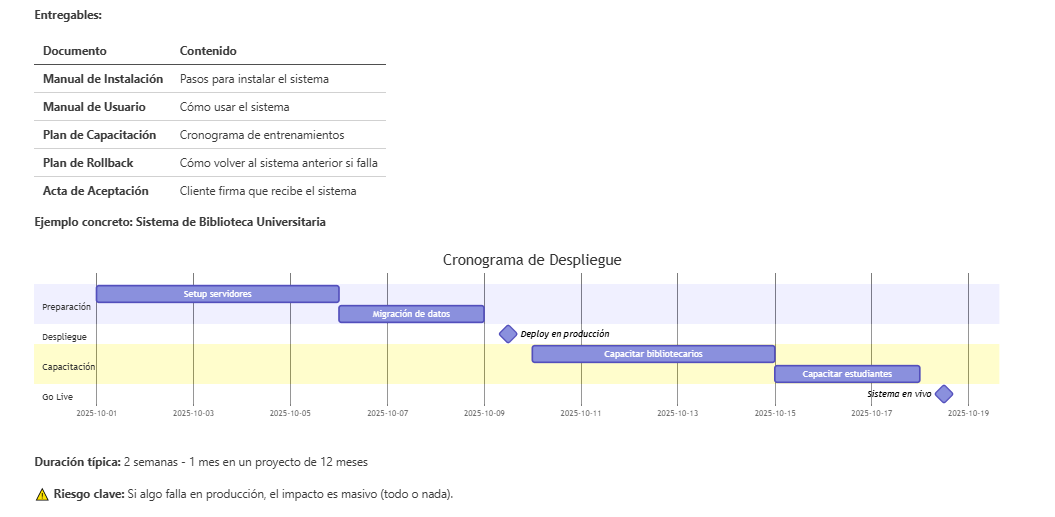 Entregables:
Documento Contenido
Manual de Instalación Pasos para instalar el sistema
Manual de Usuario Cómo usar el sistema
Plan de Capacitación Cronograma de entrenamientos
Plan de Rollback Cómo volver al sistema anterior si falla
Acta de Aceptación Cliente firma que recibe el sistema
Ejemplo concreto: Sistema de Biblioteca Universitaria
Cronograma de Despliegue
Setup servidores
Preparación
Migración de datos
Despliegue Deploy en producción
Capacitar bibliotecarios
Capacitación
Capacitar estudiantes
Go Live Sistema en vivo
2025-10-01 2025-10-03 2025-10-05 2025-10-07 2025-10-09 2025-10-11 2025-10-13 2025-10-15 2025-10-17 2025-10-19
Duración típica: 2 semanas - 1 mes en un proyecto de 12 meses
⚠ Riesgo clave: Si algo falla en producción, el impacto es masivo (todo o nada).